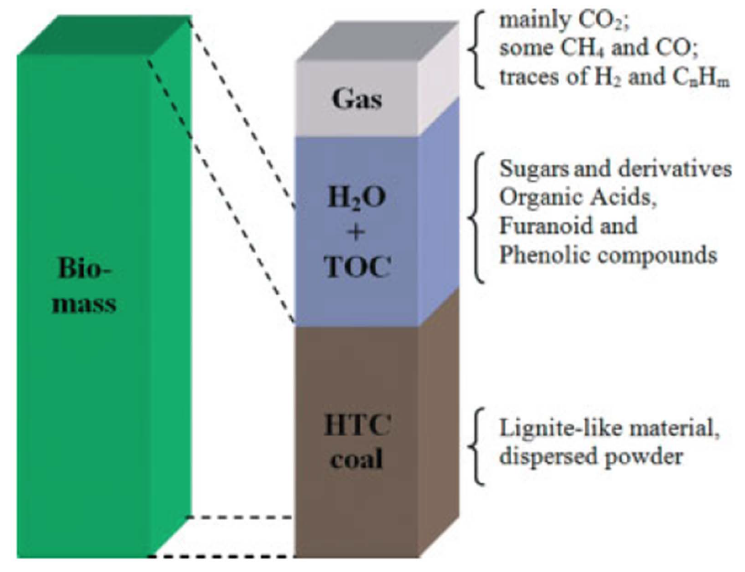 mainly CO₂;
some CH₄ and CO;
traces of H₂ and CₙHₘ
Gas
Sugars and derivatives
Organic Acids,
Furanoid and
Phenolic compounds
H₂O
+
TOC
Bio-
mass
HTC
coal
Lignite-like material,
dispersed powder